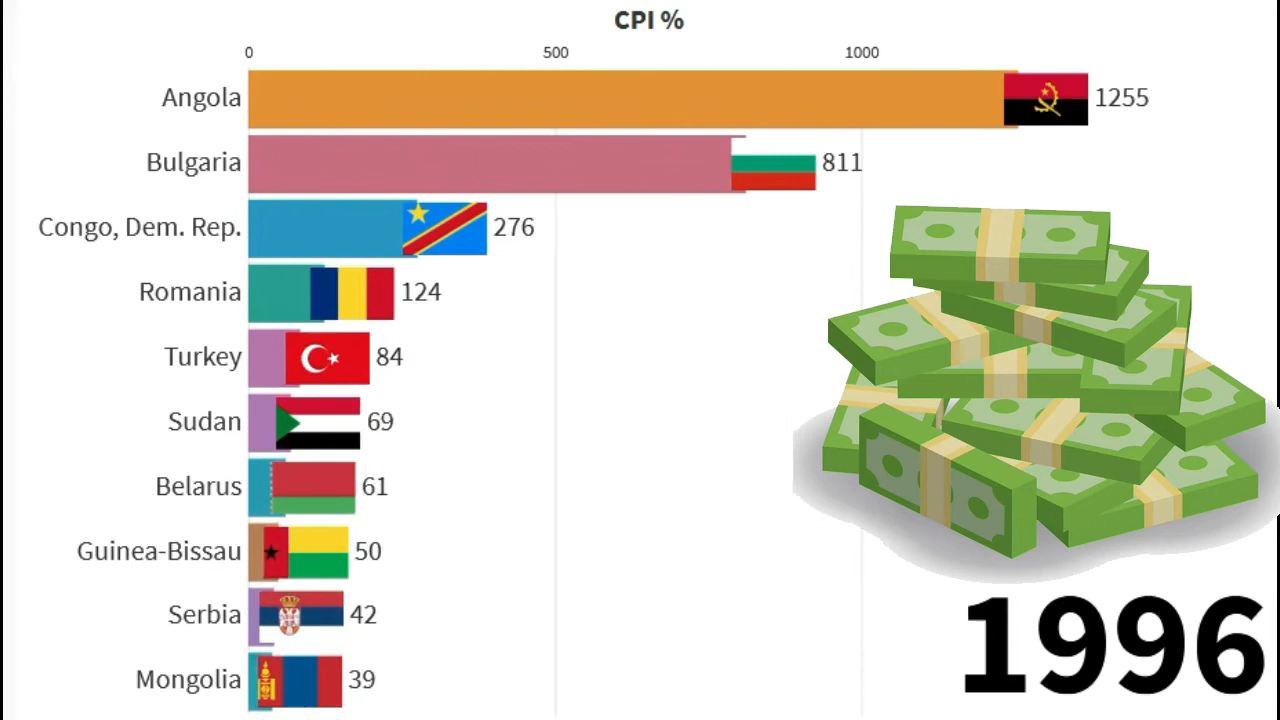 CPI %
0 500 1000
Angola 1255
Bulgaria 811
Congo, Dem. Rep. 276
Romania 124
Turkey 84
Sudan 69
Belarus 61
Guinea-Bissau 50
Serbia 42
Mongolia 39
1996